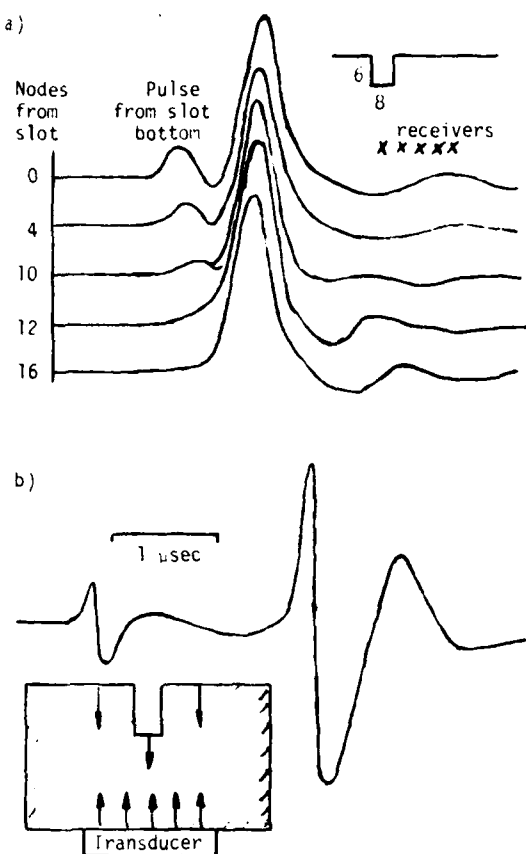 a)
Nodes
from
slot
Pulse
from slot
bottom
6
8
receivers
x x x x x
0
4
10
12
16
b)
1 µsec
Transducer